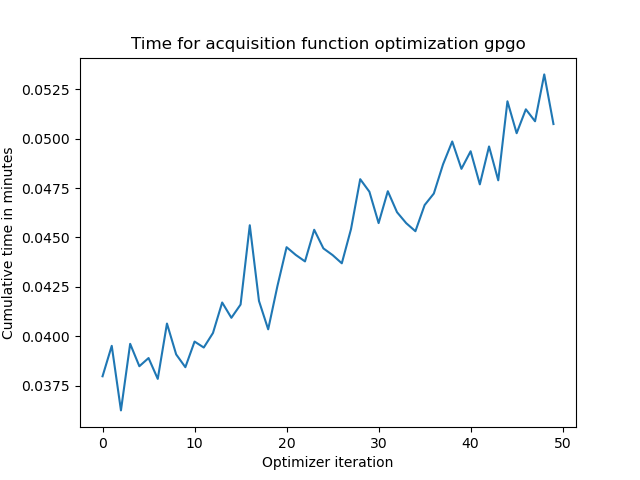 Time for acquisition function optimization gpgo
Cumulative time in minutes
0.0525
0.0500
0.0475
0.0450
0.0425
0.0400
0.0375
0 10 20 30 40 50
Optimizer iteration